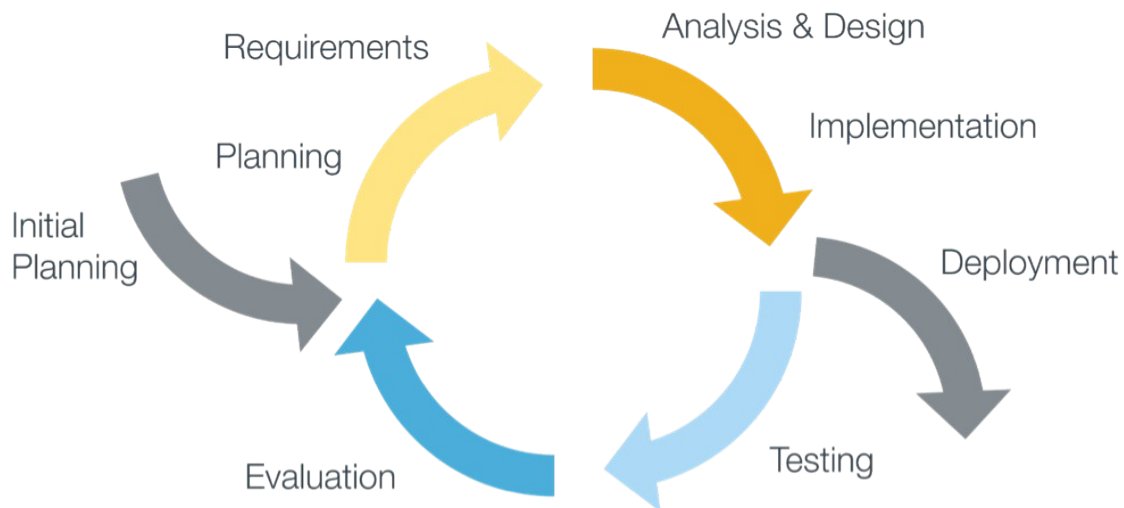 Initial
Planning
Planning
Requirements
Analysis & Design
Implementation
Deployment
Testing
Evaluation